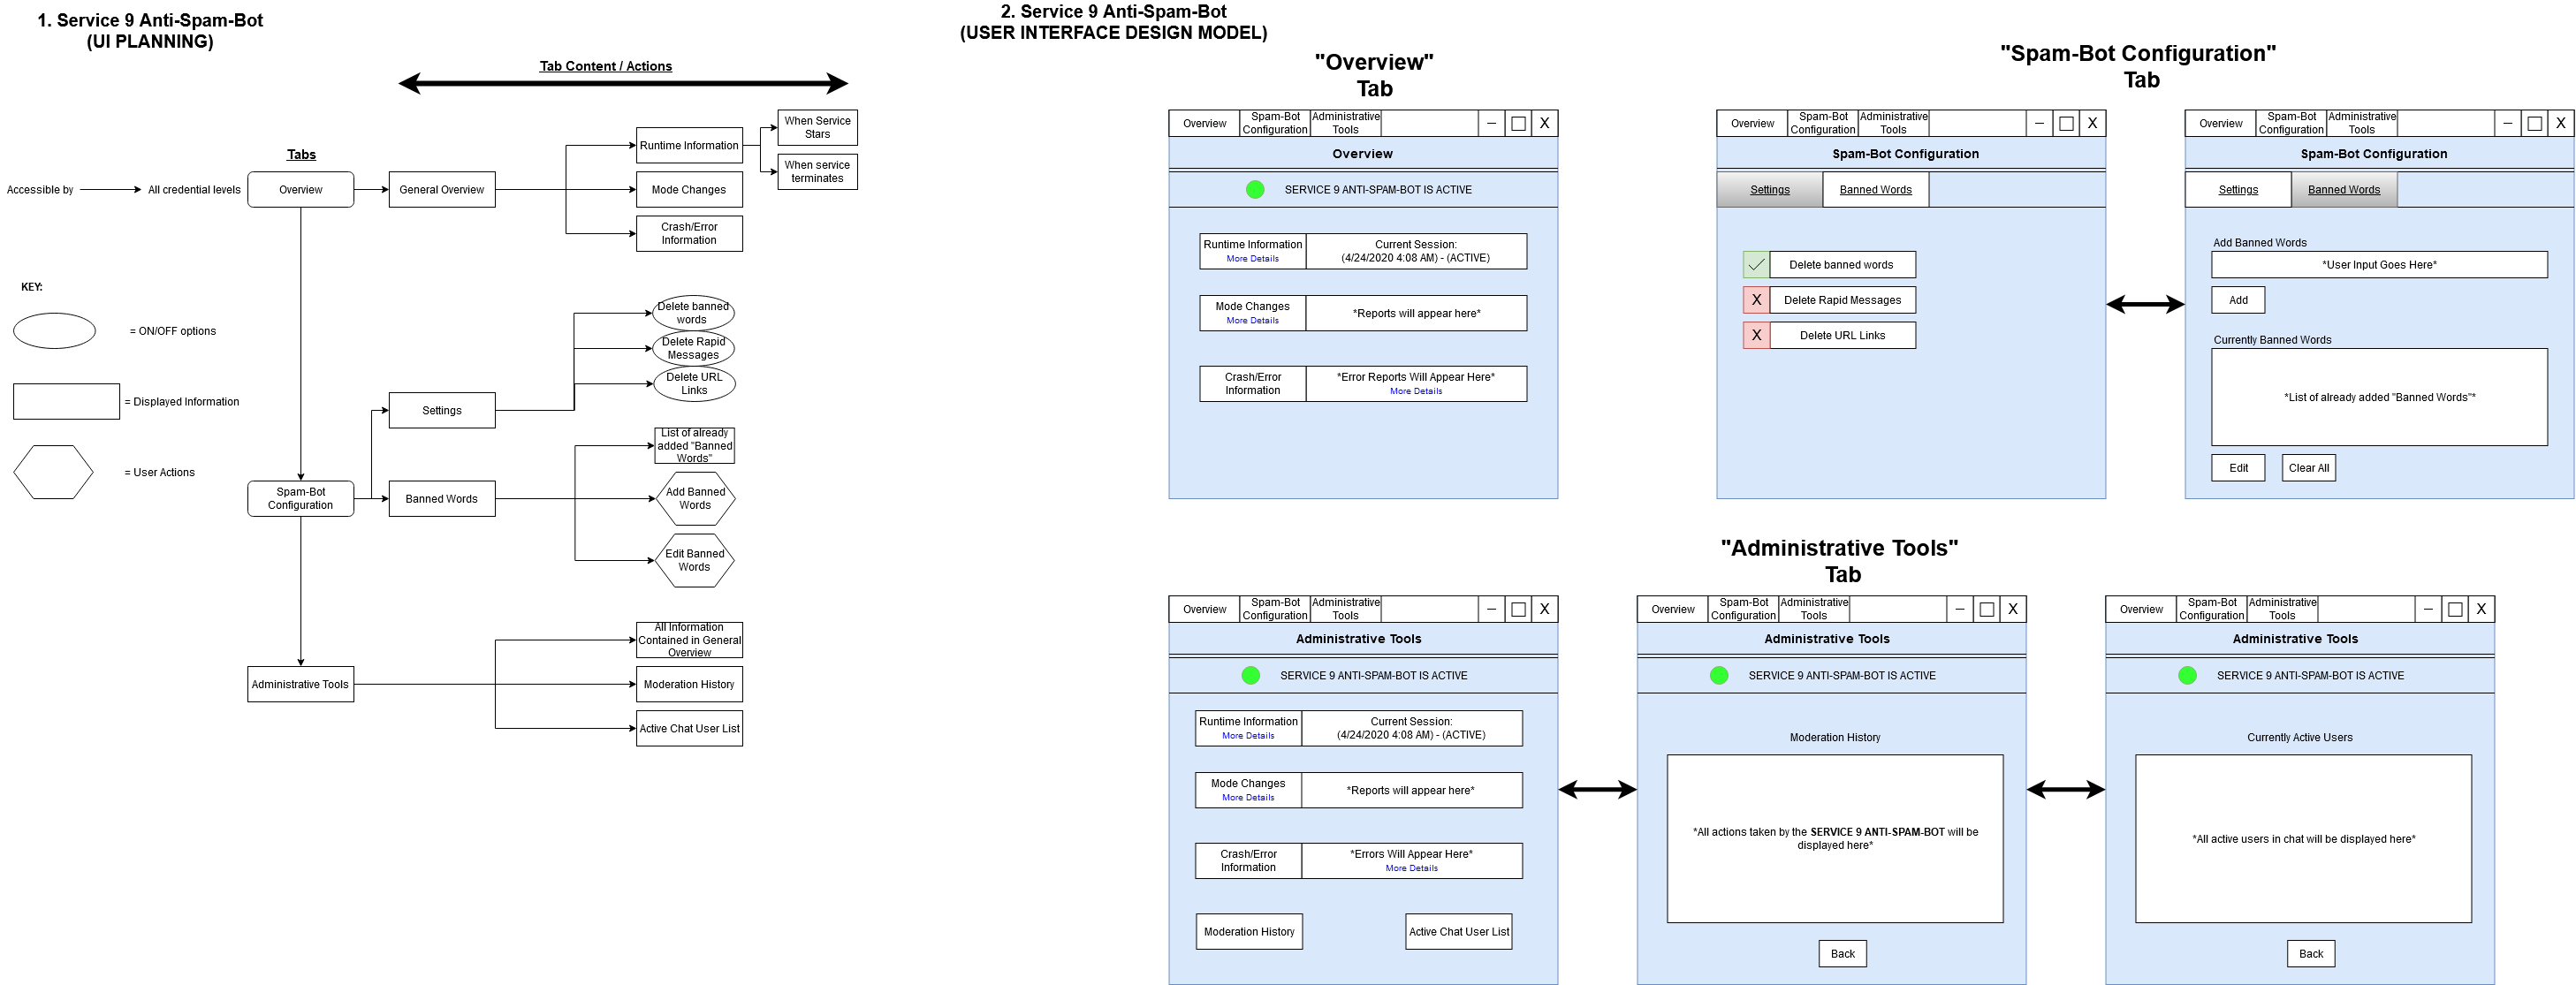 1. Service 9 Anti-Spam-Bot
(UI PLANNING)
Tab Content / Actions
Tabs
Accessible by
All credential levels
Overview
General Overview
Runtime Information
When Service
Stars
When service
terminates
Mode Changes
Crash/Error
Information
KEY:
= ON/OFF options
= Displayed Information
= User Actions
Spam-Bot
Configuration
Settings
Delete banned
words
Delete Rapid
Messages
Delete URL
Links
Banned Words
List of already
added "Banned
Words"
Add Banned
Words
Edit Banned
Words
Administrative Tools
All Information
Contained in General
Overview
Moderation History
Active Chat User List
2. Service 9 Anti-Spam-Bot
(USER INTERFACE DESIGN MODEL)
"Overview"
Tab
Overview
Spam-Bot
Configuration
Administrative
Tools
X
Overview
SERVICE 9 ANTI-SPAM-BOT IS ACTIVE
Runtime Information
More Details
Current Session:
(4/24/2020 4:08 AM) - (ACTIVE)
Mode Changes
More Details
*Reports will appear here*
Crash/Error
Information
*Error Reports Will Appear Here*
More Details
"Spam-Bot Configuration"
Tab
Overview
Spam-Bot
Configuration
Administrative
Tools
X
Spam-Bot Configuration
Settings
Banned Words
Delete banned words
X
Delete Rapid Messages
X
Delete URL Links
Overview
Spam-Bot
Configuration
Administrative
Tools
X
Spam-Bot Configuration
Settings
Banned Words
Add Banned Words
*User Input Goes Here*
Add
Currently Banned Words
*List of already added "Banned Words"*
Edit
Clear All
"Administrative Tools"
Tab
Overview
Spam-Bot
Configuration
Administrative
Tools
X
Administrative Tools
SERVICE 9 ANTI-SPAM-BOT IS ACTIVE
Runtime Information
More Details
Current Session:
(4/24/2020 4:08 AM) - (ACTIVE)
Mode Changes
More Details
*Reports will appear here*
Crash/Error
Information
*Errors Will Appear Here*
More Details
Moderation History
Active Chat User List
Overview
Spam-Bot
Configuration
Administrative
Tools
X
Administrative Tools
SERVICE 9 ANTI-SPAM-BOT IS ACTIVE
Moderation History
*All actions taken by the SERVICE 9 ANTI-SPAM-BOT will be
displayed here*
Back
Overview
Spam-Bot
Configuration
Administrative
Tools
X
Administrative Tools
SERVICE 9 ANTI-SPAM-BOT IS ACTIVE
Currently Active Users
*All active users in chat will be displayed here*
Back